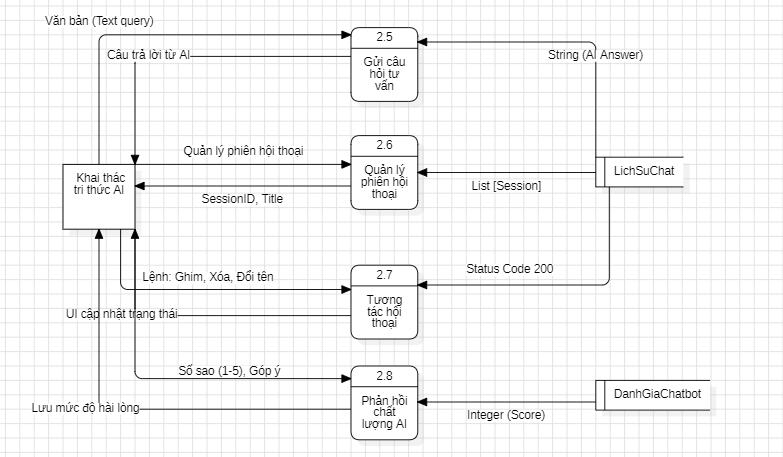 Văn bản (Text query)
Câu trả lời từ AI
2.5
Gửi câu
hỏi tư
vấn
String (AI Answer)
Quản lý phiên hội thoại
2.6
Quản lý
phiên hội
thoại
Khai thác
tri thức AI
SessionID, Title
List [Session]
LichSuChat
Lệnh: Ghim, Xóa, Đổi tên
2.7
Tương
tác hội
thoại
Status Code 200
UI cập nhật trạng thái
Số sao (1-5), Góp ý
2.8
Phản hồi
chất
lượng AI
Lưu mức độ hài lòng
Integer (Score)
DanhGiaChatbot